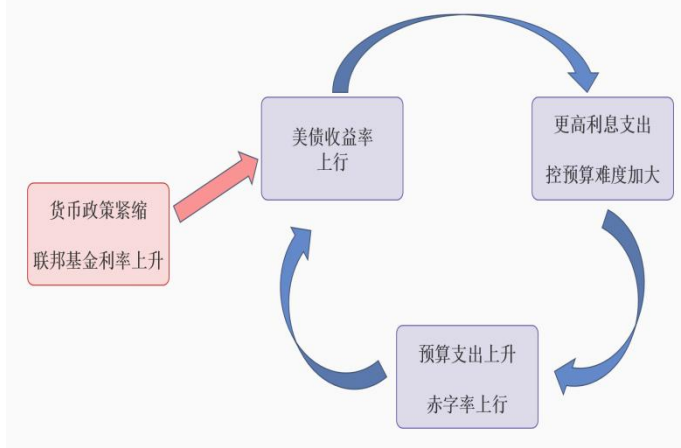 美债收益率
上行
更高利息支出
控预算难度加大
货币政策紧缩
联邦基金利率上升
预算支出上升
赤字率上行